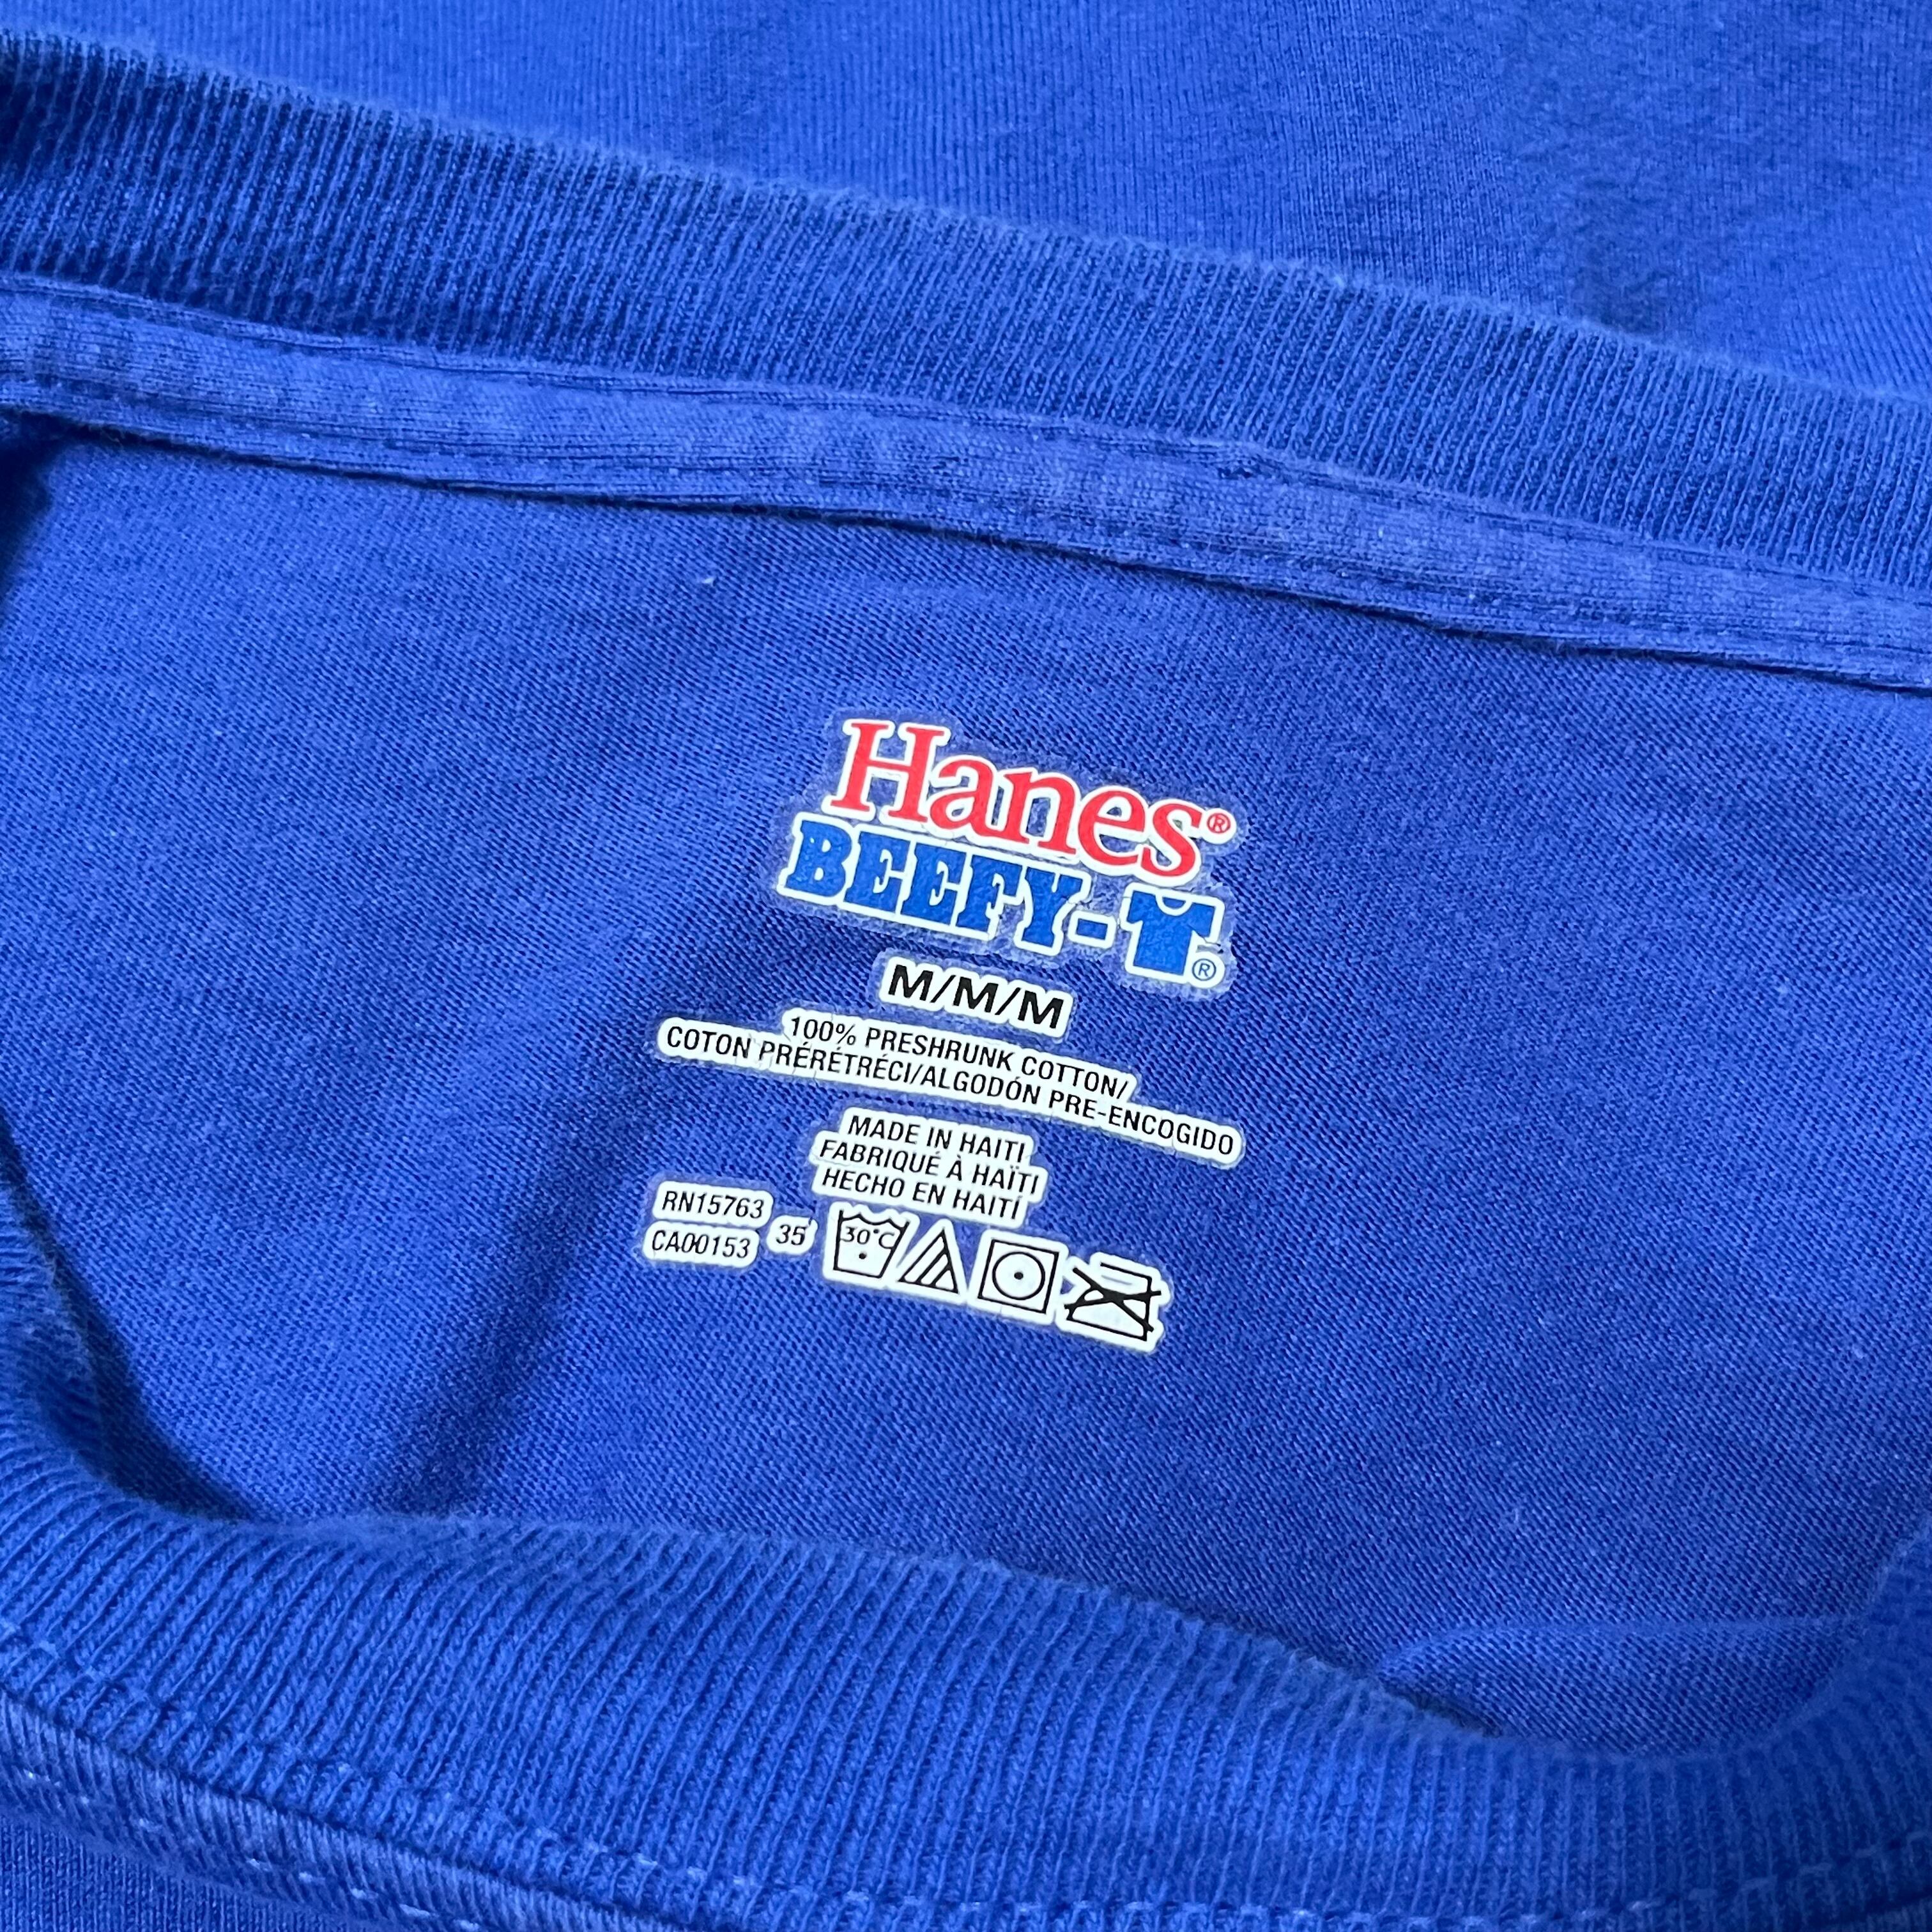 Hanes®
BEEFY-T®
M/M/M
100% PRESHRUNK COTTON/
COTON PRÉRÉTRÉCI/ALGODÓN PRE-ENCOGIDO
MADE IN HAITI
FABRIQUÉ À HAÏTI
HECHO EN HAITÍ
RN15763
CA00153
35
30°C